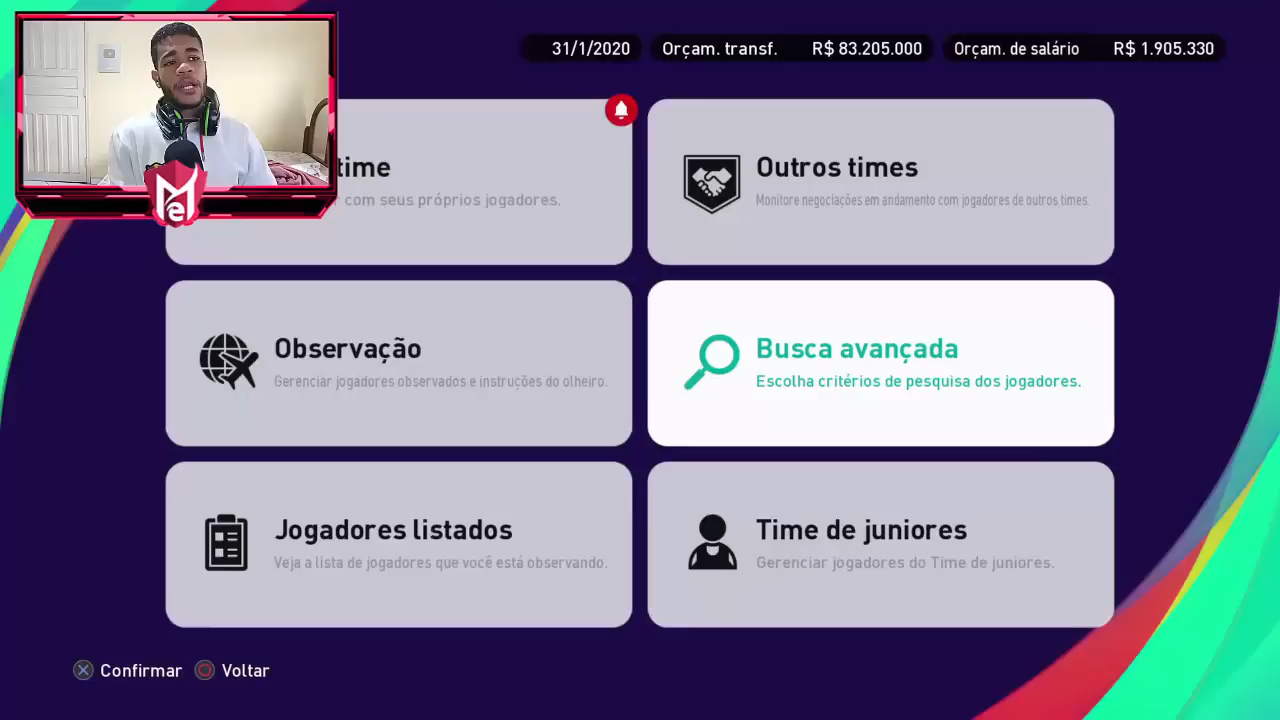 31/1/2020
Orçam. transf. R$ 83.205.000
Orçam. de salário R$ 1.905.330
time
com seus próprios jogadores.
Outros times
Monitore negociações em andamento com jogadores de outros times.
Observação
Gerenciar jogadores observados e instruções do olheiro.
Busca avançada
Escolha critérios de pesquisa dos jogadores.
Jogadores listados
Veja a lista de jogadores que você está observando.
Time de juniores
Gerenciar jogadores do Time de juniores.
Confirmar
Voltar